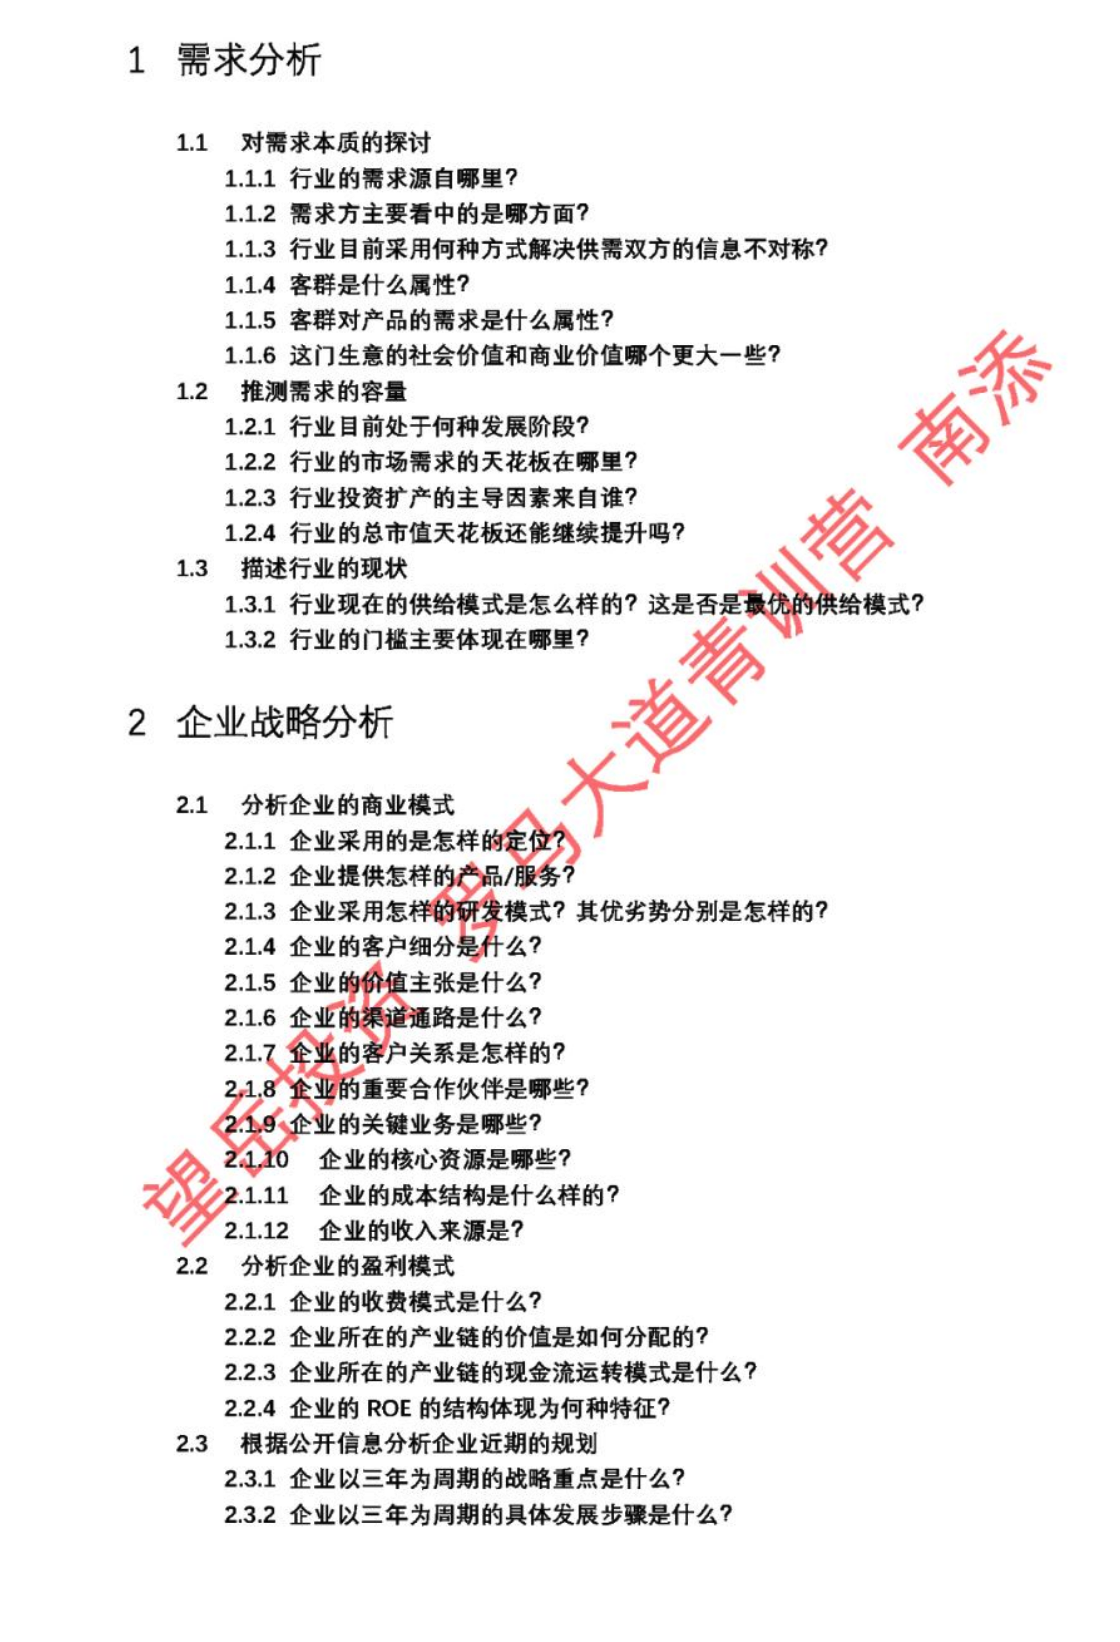 1 需求分析
1.1 对需求本质的探讨
1.1.1 行业的需求源自哪里？
1.1.2 需求方主要看中的是哪方面？
1.1.3 行业目前采用何种方式解决供需双方的信息不对称？
1.1.4 客群是什么属性？
1.1.5 客群对产品的需求是什么属性？
1.1.6 这门生意的社会价值和商业价值哪个更大一些？
1.2 推测需求的容量
1.2.1 行业目前处于何种发展阶段？
1.2.2 行业的市场需求的天花板在哪里？
1.2.3 行业投资扩产的主导因素来自谁？
1.2.4 行业的总市值天花板还能继续提升吗？
1.3 描述行业的现状
1.3.1 行业现在的供给模式是怎么样的？这是否是最优的供给模式？
1.3.2 行业的门槛主要体现在哪里？
2 企业战略分析
2.1 分析企业的商业模式
2.1.1 企业采用的是怎样的定位？
2.1.2 企业提供怎样的产品/服务？
2.1.3 企业采用怎样的研发模式？其优劣势分别是怎样的？
2.1.4 企业的客户细分是什么？
2.1.5 企业的价值主张是什么？
2.1.6 企业的渠道通路是什么？
2.1.7 企业的客户关系是怎样的？
2.1.8 企业的重要合作伙伴是哪些？
2.1.9 企业的关键业务是哪些？
2.1.10 企业的核心资源是哪些？
2.1.11 企业的成本结构是什么样的？
2.1.12 企业的收入来源是？
2.2 分析企业的盈利模式
2.2.1 企业的收费模式是什么？
2.2.2 企业所在的产业链的价值是如何分配的？
2.2.3 企业所在的产业链的现金流运转模式是什么？
2.2.4 企业的 ROE 的结构体现为何种特征？
2.3 根据公开信息分析企业近期的规划
2.3.1 企业以三年为周期的战略重点是什么？
2.3.2 企业以三年为周期的具体发展步骤是什么？
望岳投资 罗马大道青训营 南添